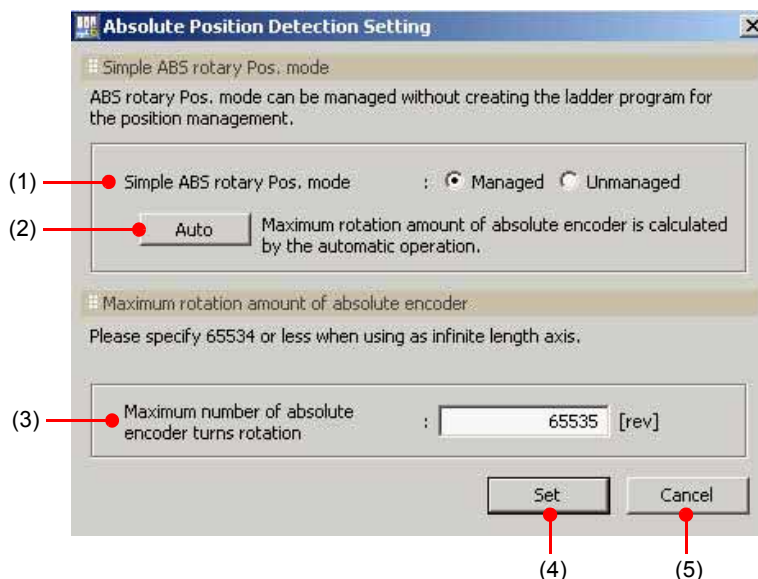 Absolute Position Detection Setting
Simple ABS rotary Pos. mode
ABS rotary Pos. mode can be managed without creating the ladder program for
the position management.
(1) Simple ABS rotary Pos. mode : Managed Unmanaged
(2) Auto Maximum rotation amount of absolute encoder is calculated
by the automatic operation.
Maximum rotation amount of absolute encoder
Please specify 65534 or less when using as infinite length axis.
(3) Maximum number of absolute
encoder turns rotation : 65535 [rev]
Set Cancel
(4) (5)